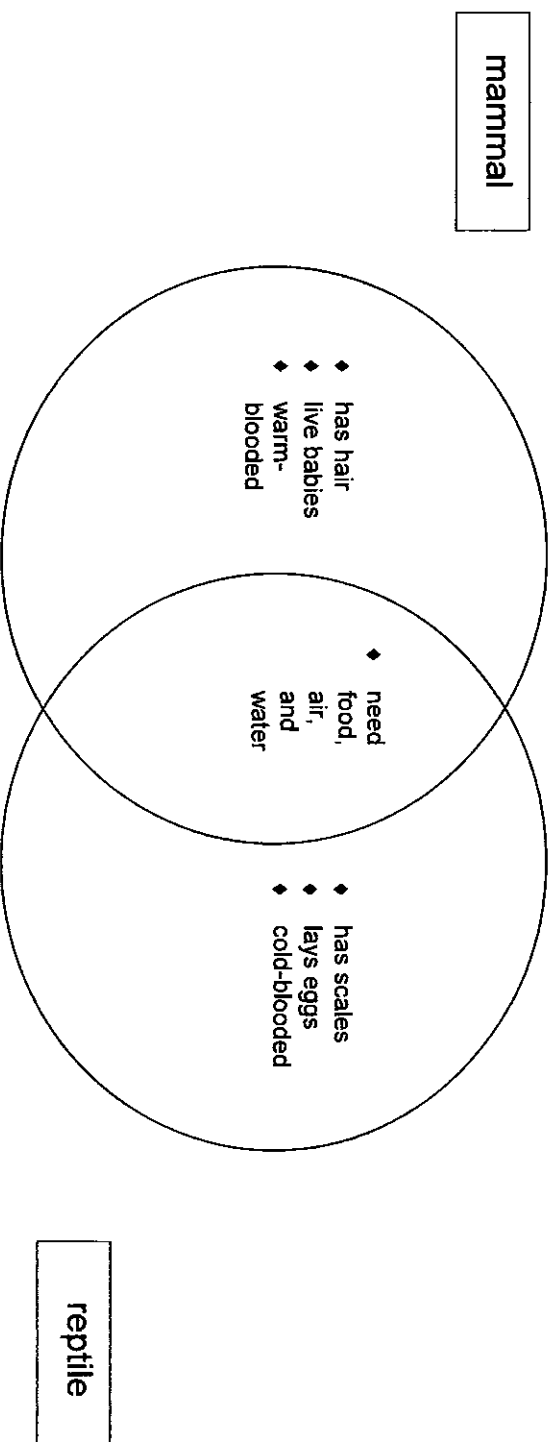 mammal
♦ has hair
♦ live babies
♦ warm-
blooded
♦ need
food,
air,
and
water
♦ has scales
♦ lays eggs
♦ cold-blooded
reptile